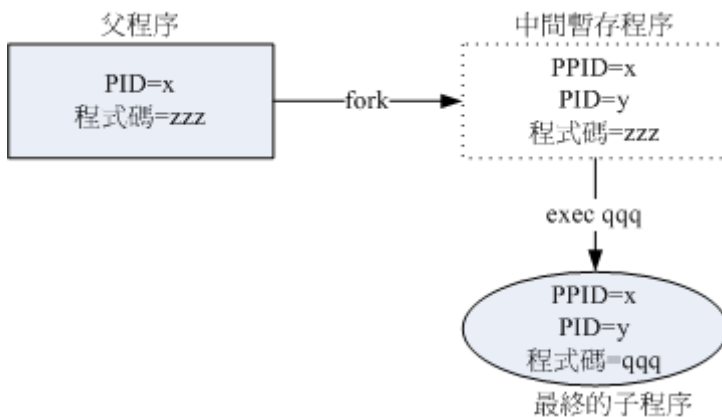 父程序
PID=x
程式碼=zzz
fork
中間暫存程序
PPID=x
PID=y
程式碼=zzz
exec qqq
PPID=x
PID=y
程式碼=qqq
最終的子程序